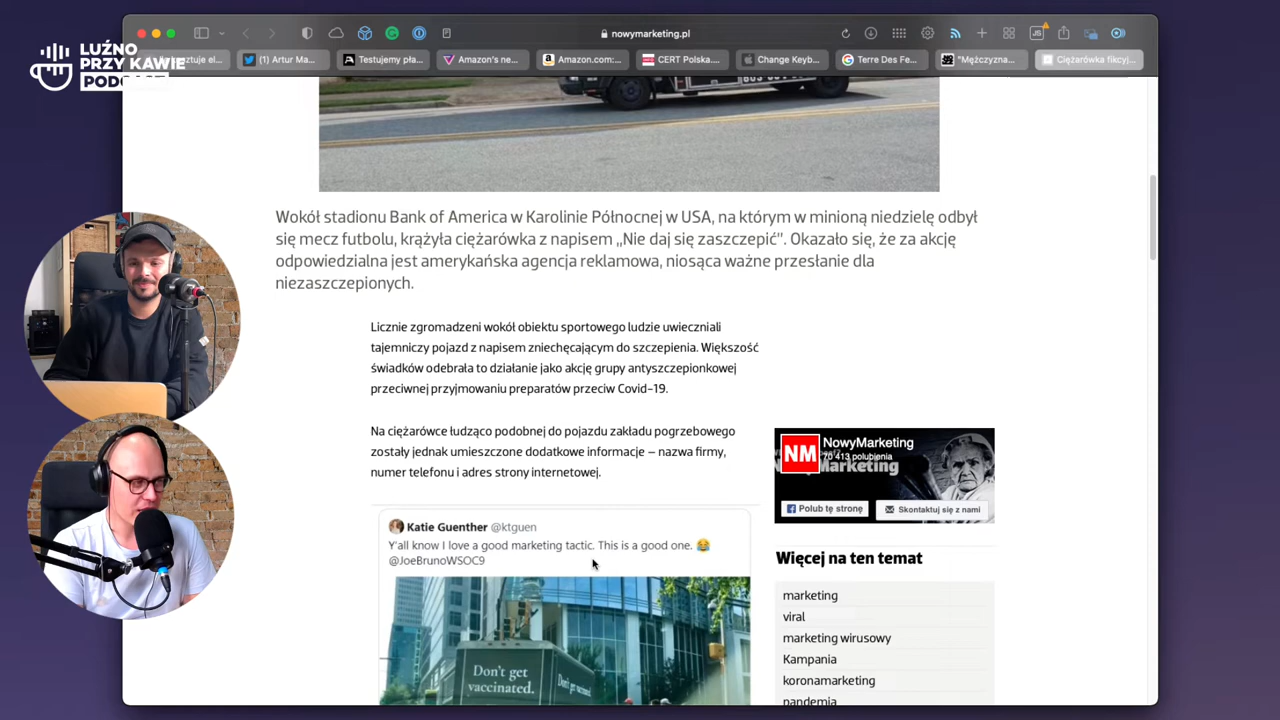 LUŹNO
PRZY KAWIE
PODCAST
nowymarketing.pl
(1) Artur Ma...
Testujemy pła...
Amazon's ne...
Amazon.com:...
CERT Polska....
Change Keyb...
Terre Des Fe...
"Mężczyzna...
Ciężarówka fikcyj...
Wokół stadionu Bank of America w Karolinie Północnej w USA, na którym w minioną niedzielę odbył
się mecz futbolu, krążyła ciężarówka z napisem „Nie daj się zaszczepić”. Okazało się, że za akcję
odpowiedzialna jest amerykańska agencja reklamowa, niosąca ważne przesłanie dla
niezaszczepionych.
Licznie zgromadzeni wokół obiektu sportowego ludzie uwieczniali
tajemniczy pojazd z napisem zniechęcającym do szczepienia. Większość
świadków odebrała to działanie jako akcję grupy antyszczepionkowej
przeciwnej przyjmowaniu preparatów przeciw Covid-19.
Na ciężarówce łudząco podobnej do pojazdu zakładu pogrzebowego
zostały jednak umieszczone dodatkowe informacje – nazwa firmy,
numer telefonu i adres strony internetowej.
Katie Guenther @ktguen
Y'all know I love a good marketing tactic. This is a good one. 😂
@JoeBrunoWSOC9
Don't get
vaccinated.
Don't get
vaccinated.
NM
NowyMarketing
70 413 polubienia
Marketing
Polub tę stronę
Skontaktuj się z nami
Więcej na ten temat
marketing
viral
marketing wirusowy
Kampania
koronamarketing
pandemia